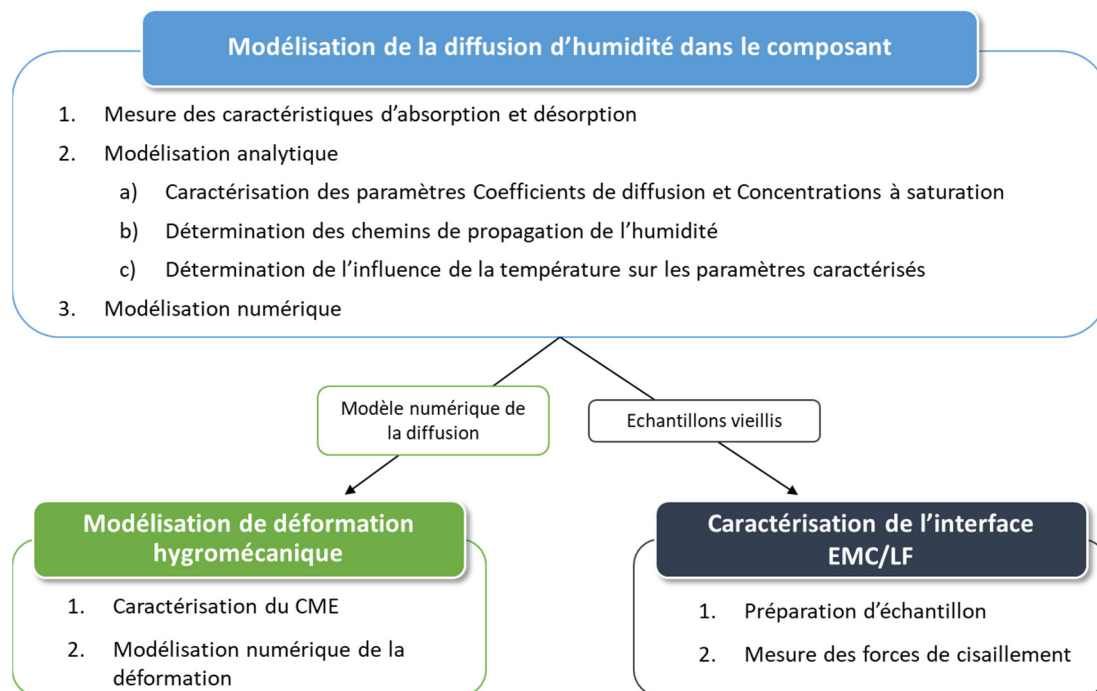 Modélisation de la diffusion d’humidité dans le composant
1. Mesure des caractéristiques d’absorption et désorption
2. Modélisation analytique
a) Caractérisation des paramètres Coefficients de diffusion et Concentrations à saturation
b) Détermination des chemins de propagation de l’humidité
c) Détermination de l’influence de la température sur les paramètres caractérisés
3. Modélisation numérique
Modèle numérique de
la diffusion
Echantillons vieillis
Modélisation de déformation
hygromécanique
1. Caractérisation du CME
2. Modélisation numérique de la
déformation
Caractérisation de l’interface
EMC/LF
1. Préparation d’échantillon
2. Mesure des forces de cisaillement